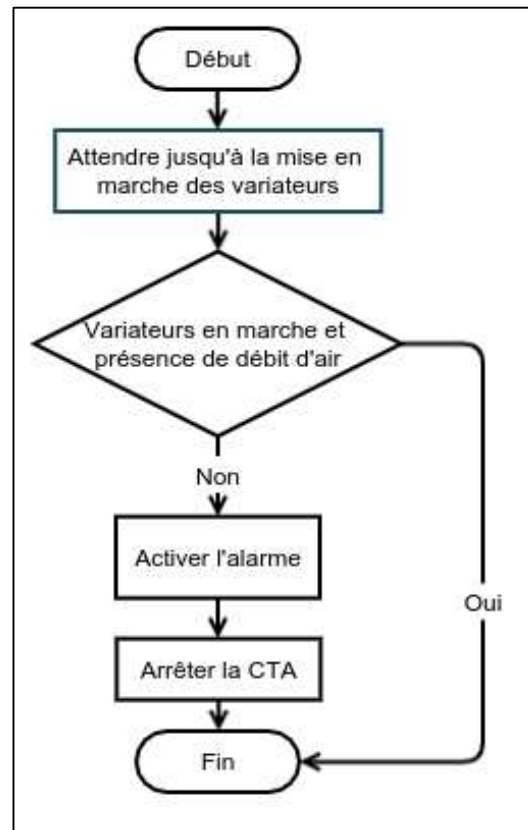 Début
Attendre jusqu'à la mise en
marche des variateurs
Variateurs en marche et
présence de débit d'air
Non
Activer l'alarme
Oui
Arrêter la CTA
Fin